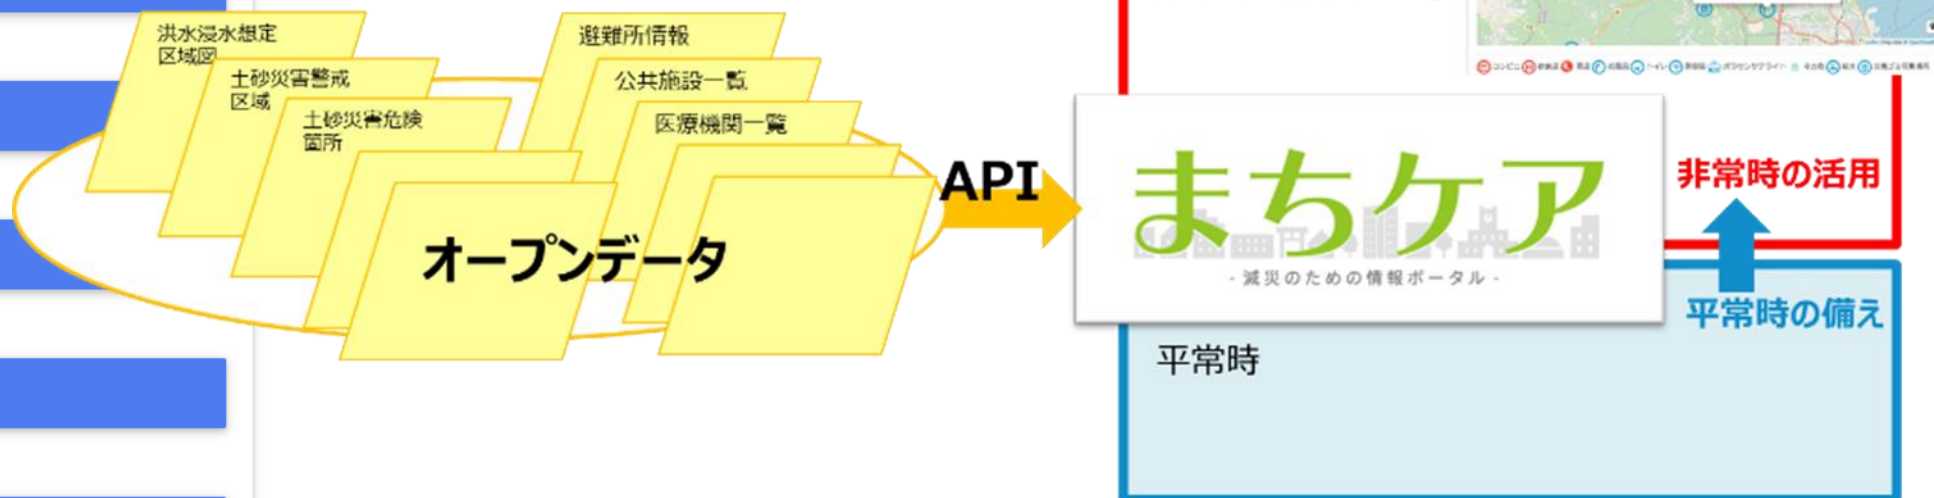 洪水浸水想定
区域図
土砂災害警戒
区域
土砂災害危険
箇所
避難所情報
公共施設一覧
医療機関一覧
オープンデータ
API
まちケア
- 減災のための情報ポータル -
非常時の活用
平常時の備え
平常時